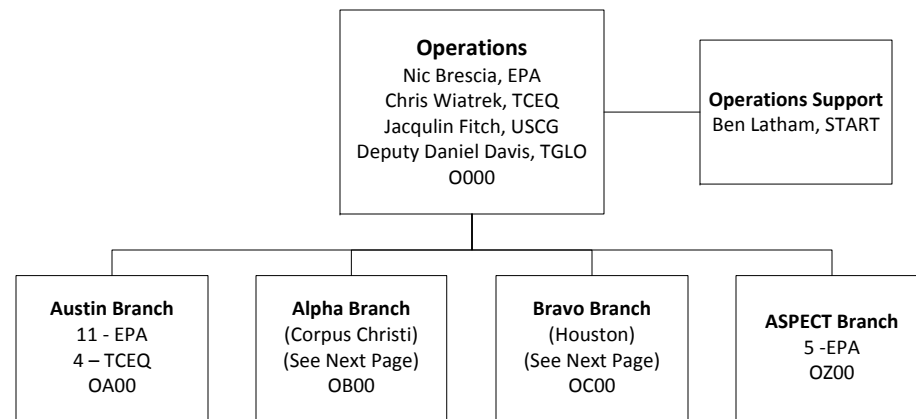 Operations
Nic Brescia, EPA
Chris Wiatrek, TCEQ
Jacqulin Fitch, USCG
Deputy Daniel Davis, TGLO
O000
Operations Support
Ben Latham, START
Austin Branch
11 - EPA
4 – TCEQ
OA00
Alpha Branch
(Corpus Christi)
(See Next Page)
OB00
Bravo Branch
(Houston)
(See Next Page)
OC00
ASPECT Branch
5 -EPA
OZ00